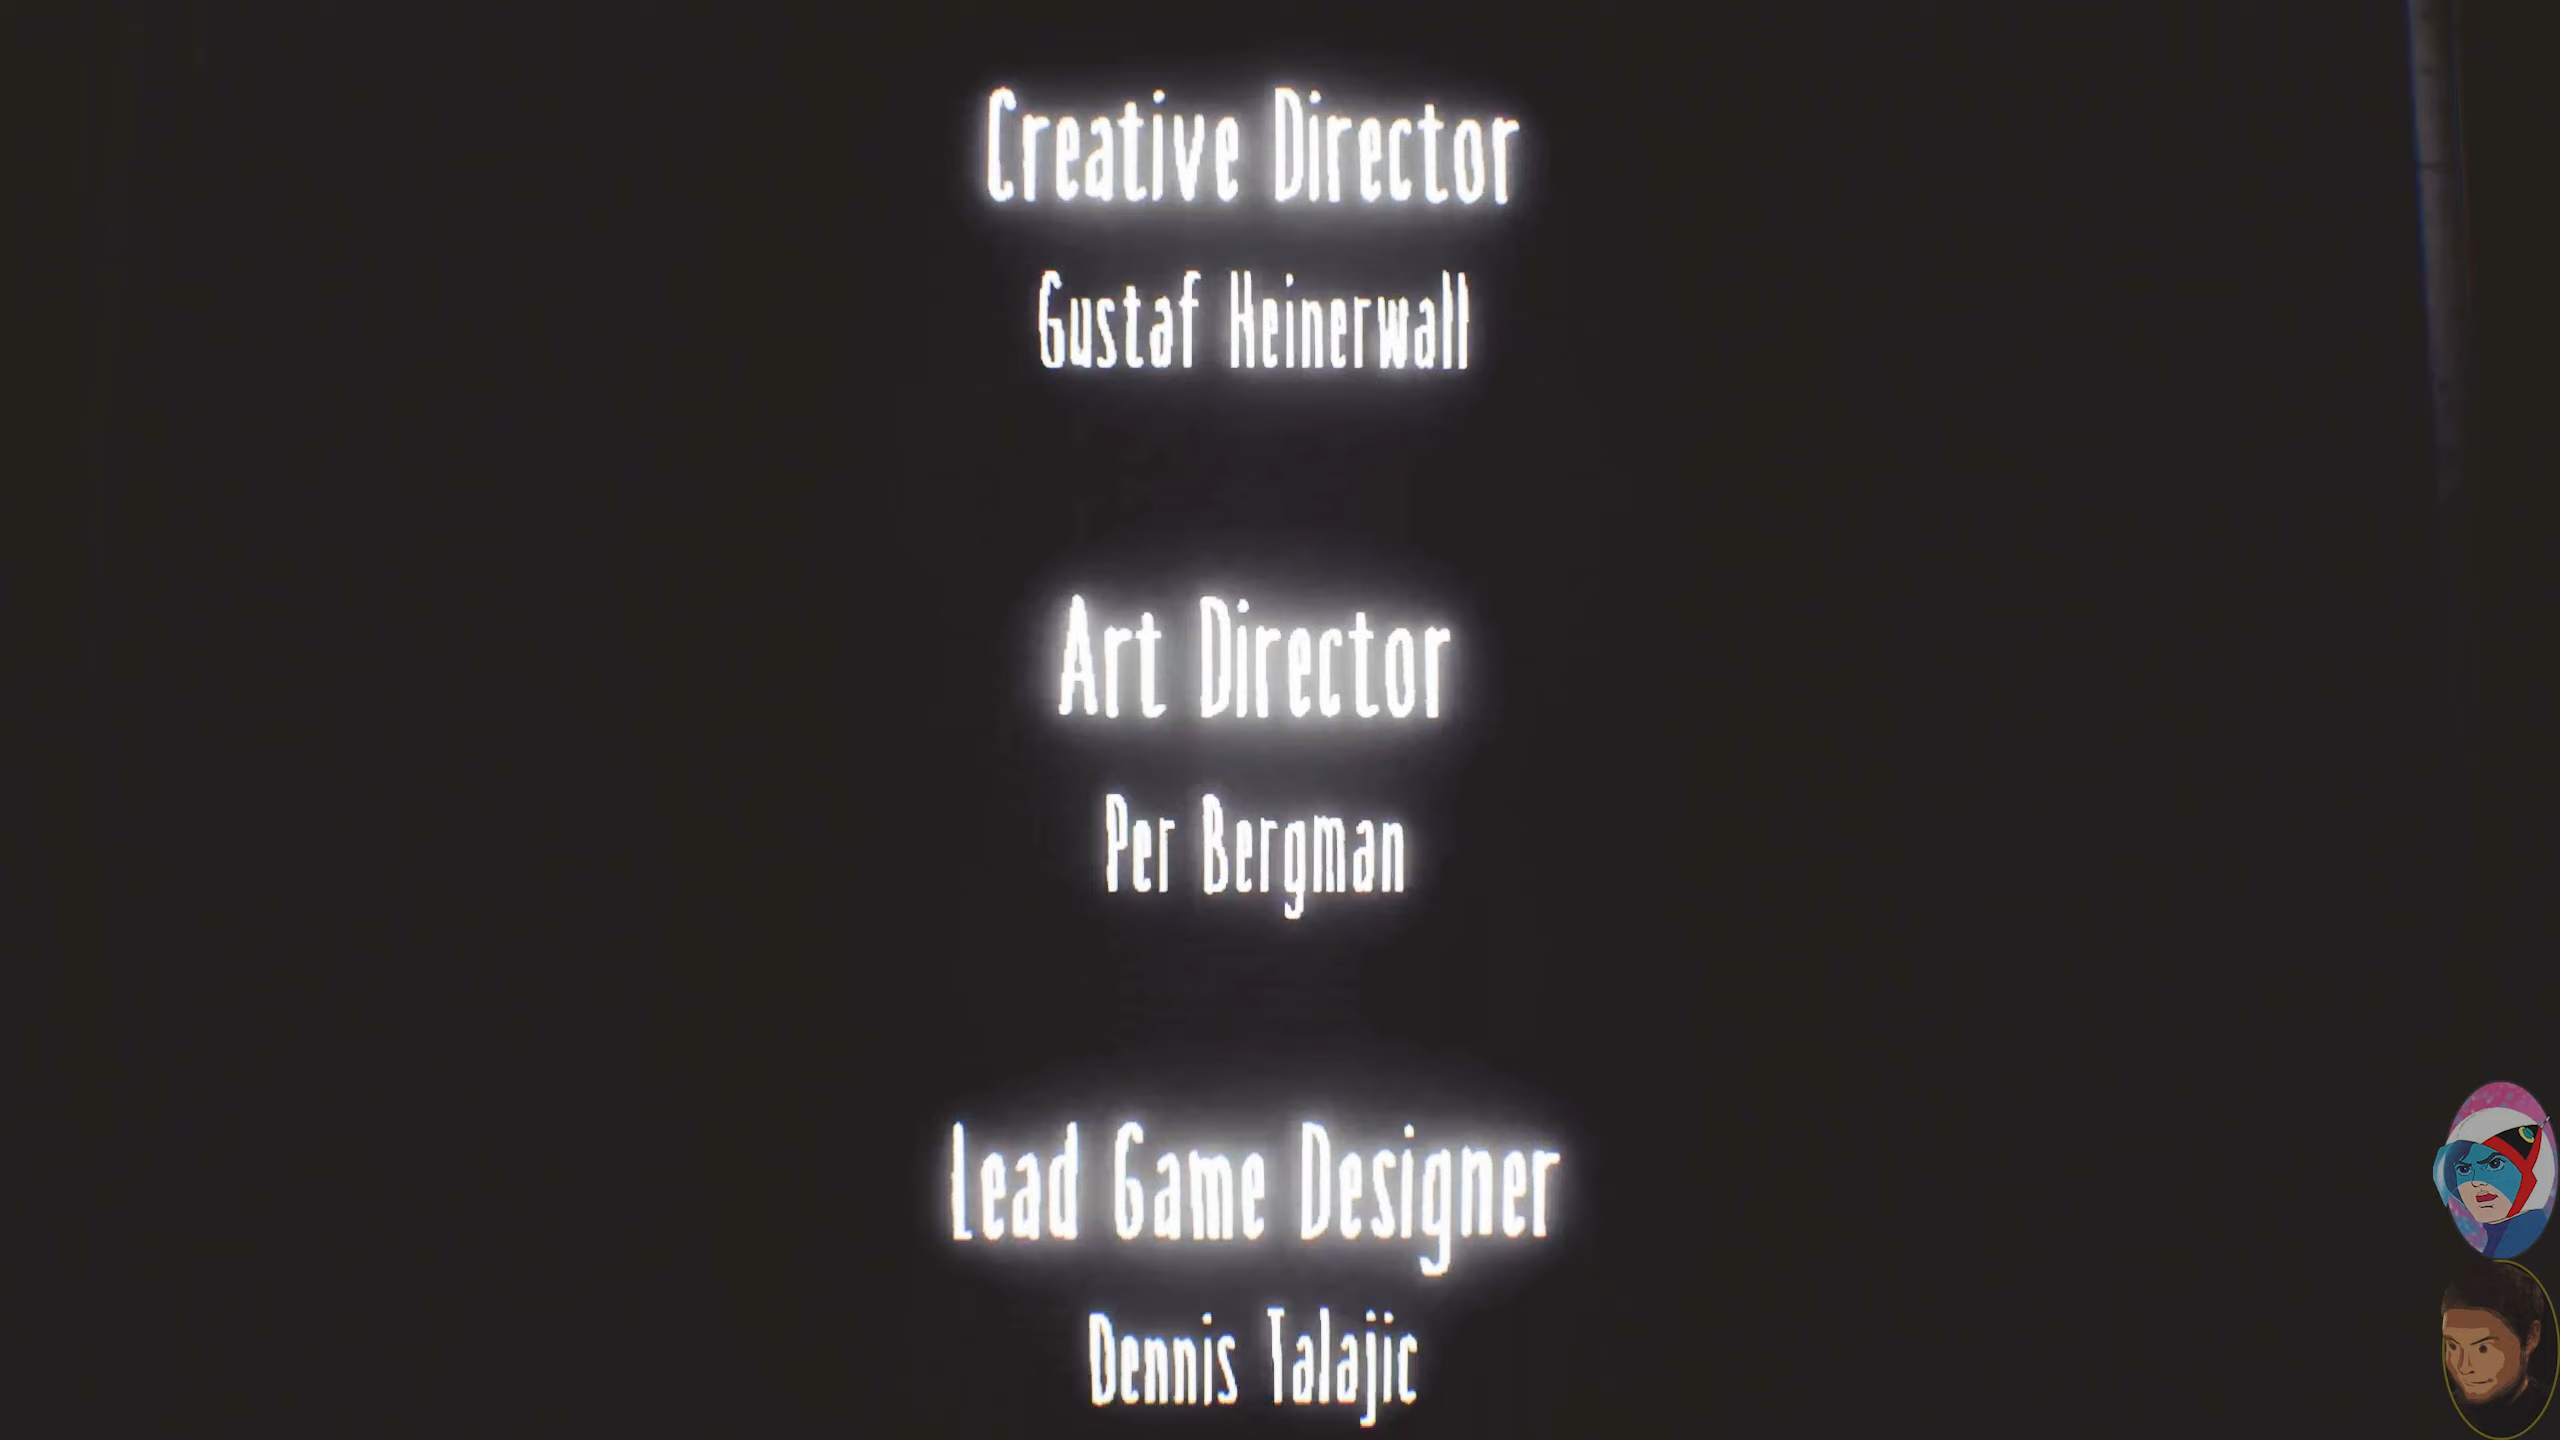 Creative Director
Gustaf Heinerwall
Art Director
Per Bergman
Lead Game Designer
Dennis Talajic